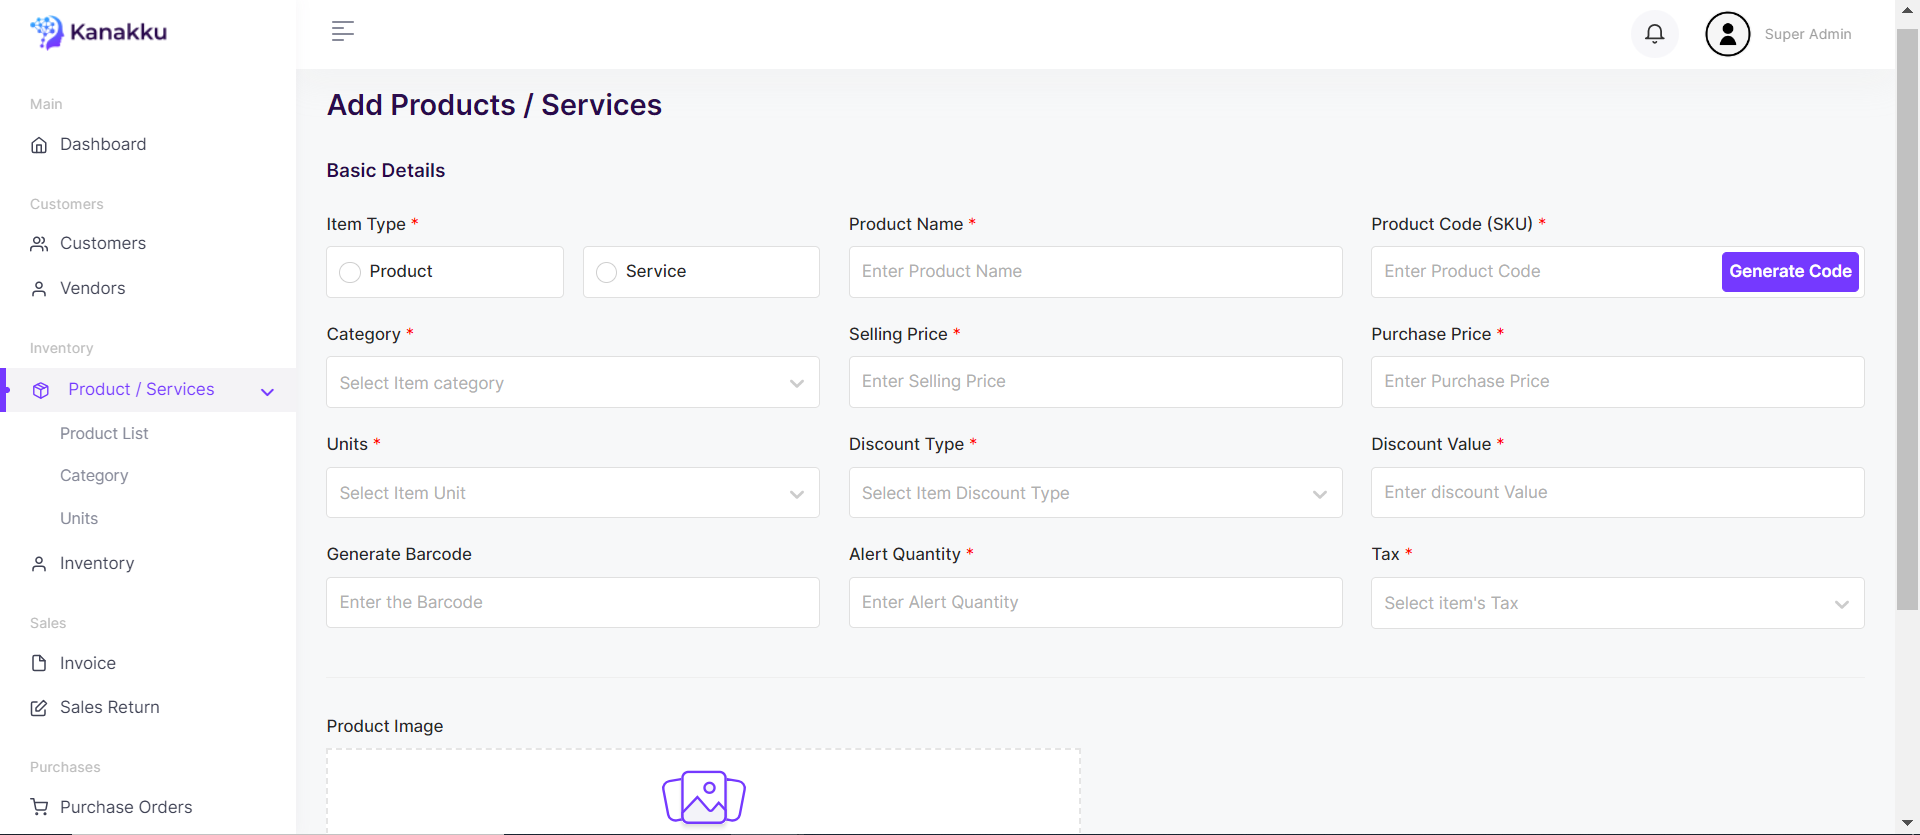 Kanakku
Super Admin
Main
Dashboard
Customers
Customers
Vendors
Inventory
Product / Services
Product List
Category
Units
Inventory
Sales
Invoice
Sales Return
Purchases
Purchase Orders
Add Products / Services
Basic Details
Item Type *
Product
Service
Product Name *
Enter Product Name
Product Code (SKU) *
Enter Product Code
Generate Code
Category *
Select Item category
Selling Price *
Enter Selling Price
Purchase Price *
Enter Purchase Price
Units *
Select Item Unit
Discount Type *
Select Item Discount Type
Discount Value *
Enter discount Value
Generate Barcode
Enter the Barcode
Alert Quantity *
Enter Alert Quantity
Tax *
Select item's Tax
Product Image